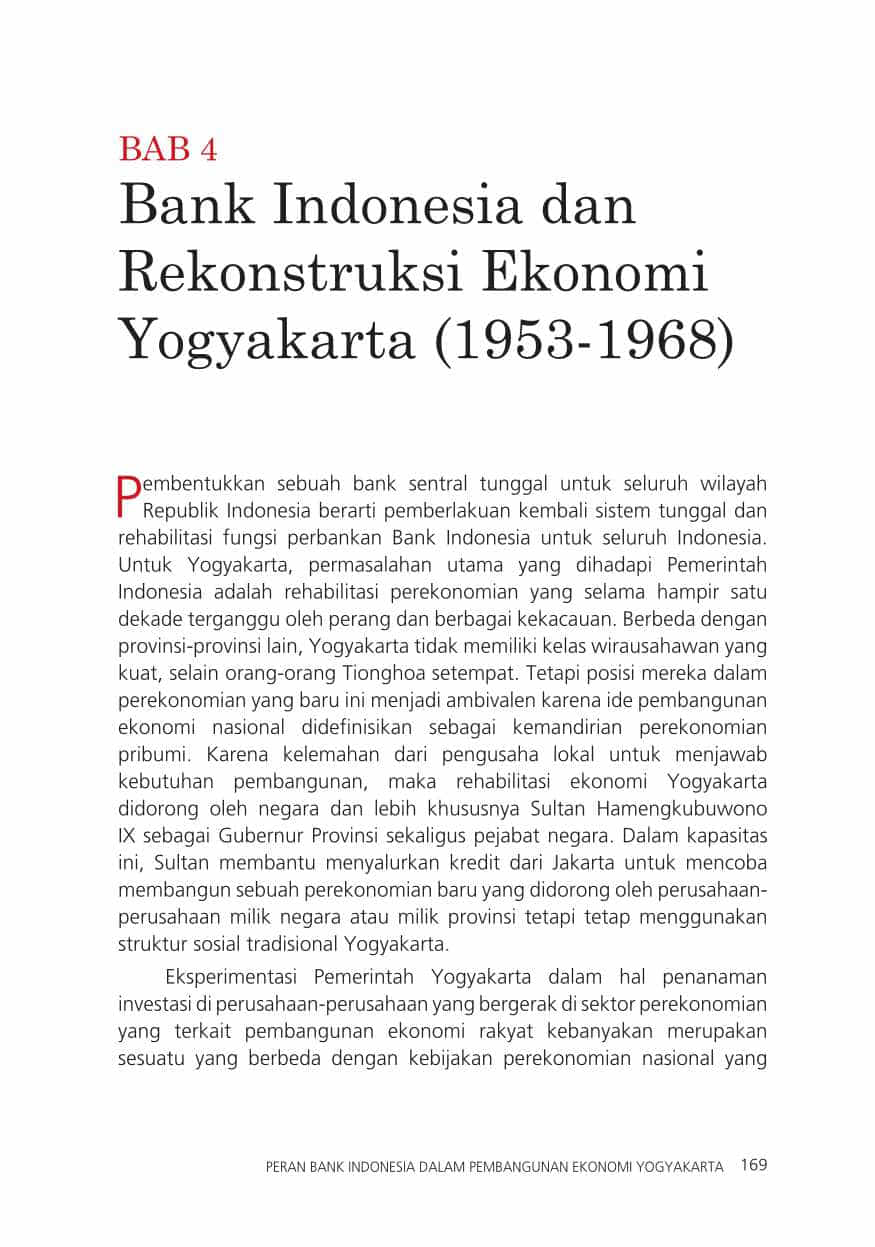 BAB 4
Bank Indonesia dan
Rekonstruksi Ekonomi
Yogyakarta (1953-1968)
Pembentukkan sebuah bank sentral tunggal untuk seluruh wilayah
Republik Indonesia berarti pemberlakuan kembali sistem tunggal dan
rehabilitasi fungsi perbankan Bank Indonesia untuk seluruh Indonesia.
Untuk Yogyakarta, permasalahan utama yang dihadapi Pemerintah
Indonesia adalah rehabilitasi perekonomian yang selama hampir satu
dekade terganggu oleh perang dan berbagai kekacauan. Berbeda dengan
provinsi-provinsi lain, Yogyakarta tidak memiliki kelas wirausahawan yang
kuat, selain orang-orang Tionghoa setempat. Tetapi posisi mereka dalam
perekonomian yang baru ini menjadi ambivalen karena ide pembangunan
ekonomi nasional didefinisikan sebagai kemandirian perekonomian
pribumi. Karena kelemahan dari pengusaha lokal untuk menjawab
kebutuhan pembangunan, maka rehabilitasi ekonomi Yogyakarta
didorong oleh negara dan lebih khususnya Sultan Hamengkubuwono
IX sebagai Gubernur Provinsi sekaligus pejabat negara. Dalam kapasitas
ini, Sultan membantu menyalurkan kredit dari Jakarta untuk mencoba
membangun sebuah perekonomian baru yang didorong oleh perusahaan-
perusahaan milik negara atau milik provinsi tetapi tetap menggunakan
struktur sosial tradisional Yogyakarta.
Eksperimentasi Pemerintah Yogyakarta dalam hal penanaman
investasi di perusahaan-perusahaan yang bergerak di sektor perekonomian
yang terkait pembangunan ekonomi rakyat kebanyakan merupakan
sesuatu yang berbeda dengan kebijakan perekonomian nasional yang
PERAN BANK INDONESIA DALAM PEMBANGUNAN EKONOMI YOGYAKARTA 169